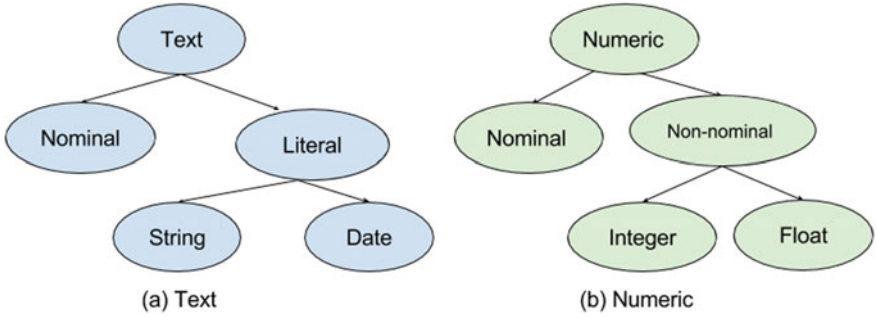 Text
Numeric
Nominal
Literal
Nominal
Non-nominal
String
Date
Integer
Float
(a) Text
(b) Numeric